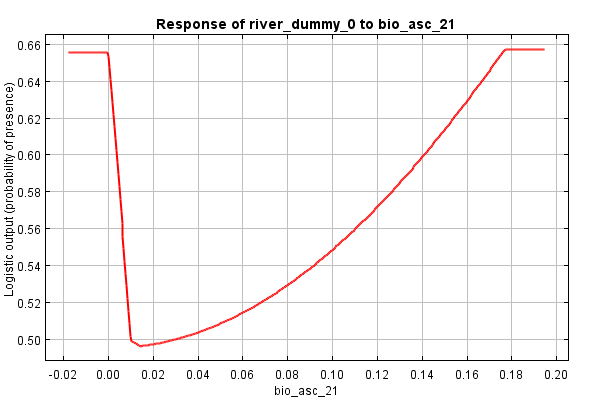 Response of river_dummy_0 to bio_asc_21
Logistic output (probability of presence)
0.66
0.64
0.62
0.60
0.58
0.56
0.54
0.52
0.50
-0.02 0.00 0.02 0.04 0.06 0.08 0.10 0.12 0.14 0.16 0.18 0.20
bio_asc_21